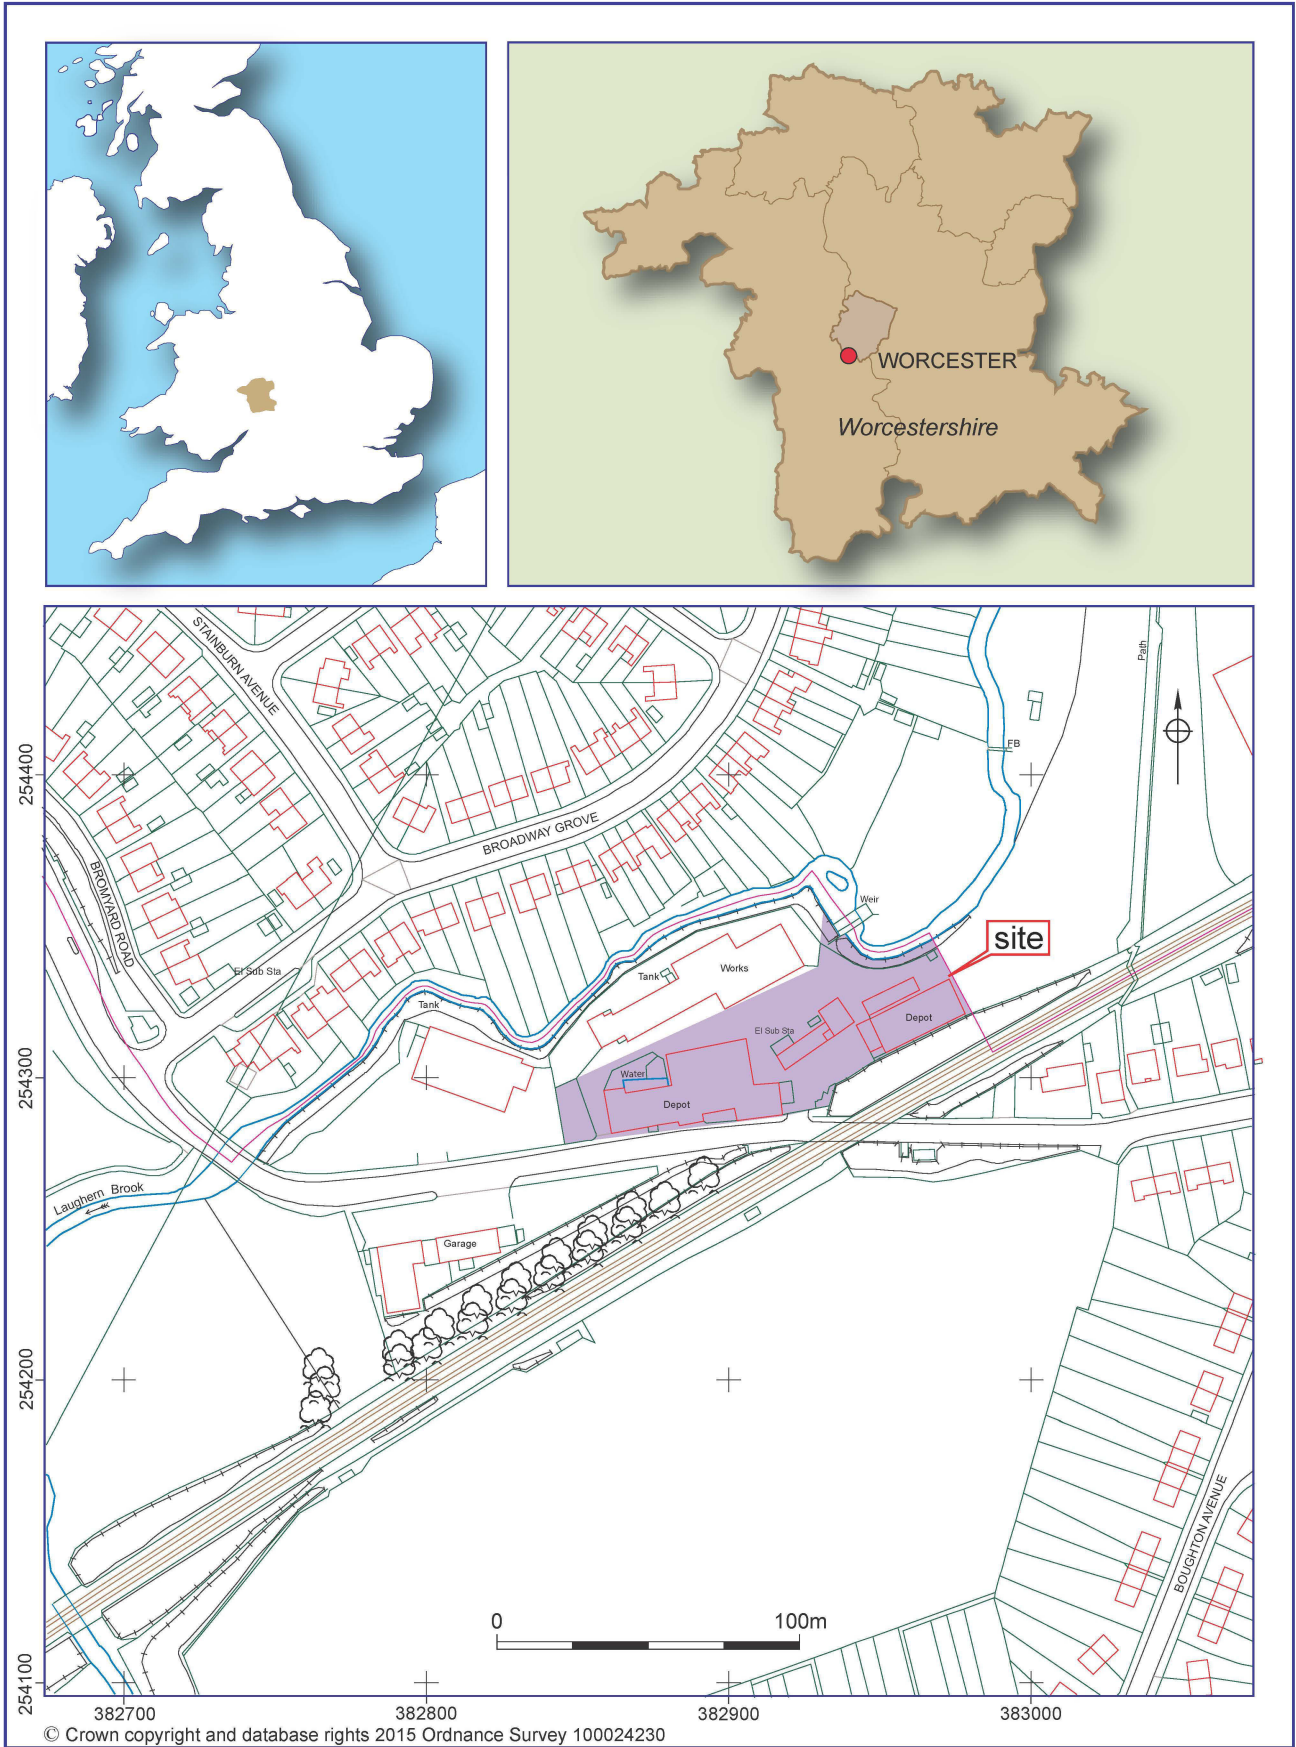 WORCESTER
Worcestershire
STAINBURN AVENUE
Path
FB
254400
BROADWAY GROVE
BROMYARD ROAD
Weir
site
El Sub Sta
Tank
Works
Tank
Depot
El Sub Sta
254300
Water
Depot
Laughern Brook
Garage
254200
BOUGHTON AVENUE
0 100m
254100
382700 382800 382900 383000
© Crown copyright and database rights 2015 Ordnance Survey 100024230